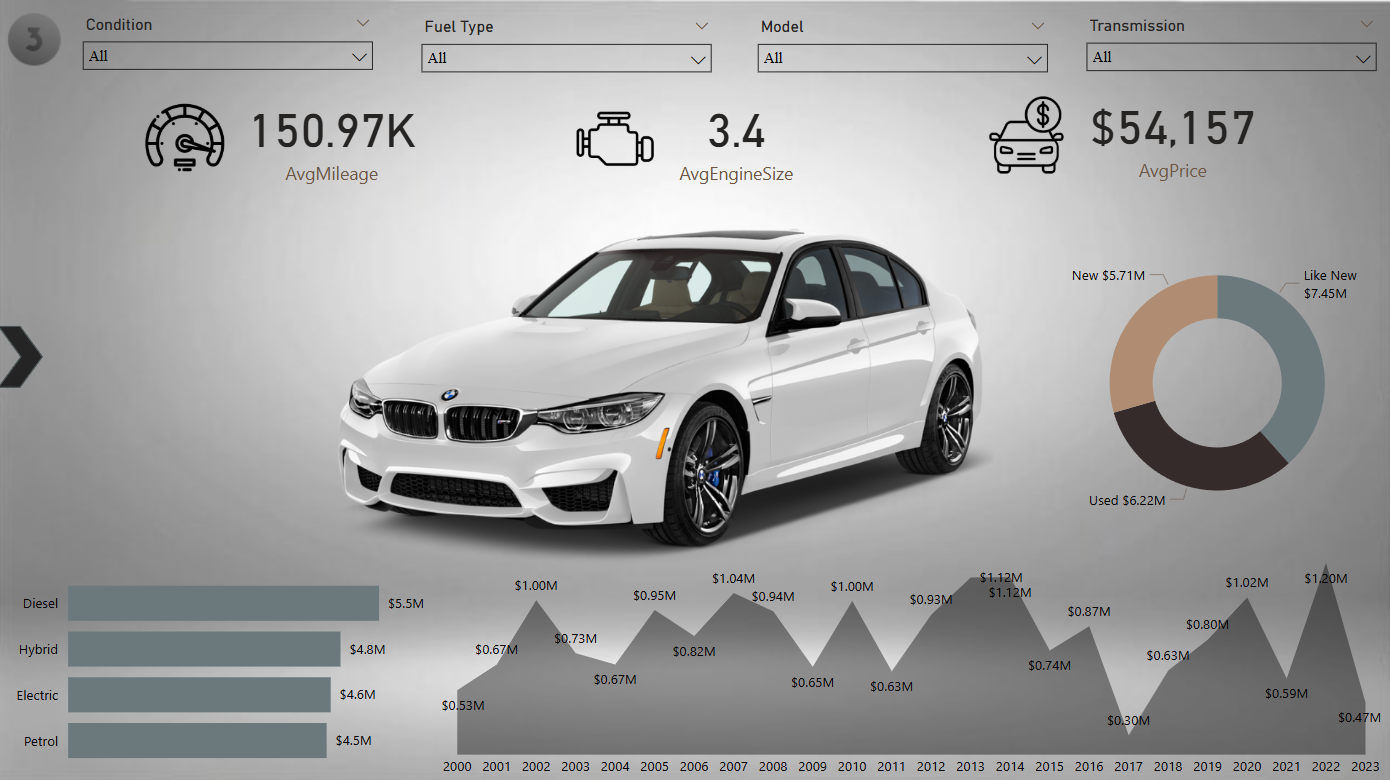 3
Condition
All
Fuel Type
All
Model
All
Transmission
All
150.97K
AvgMileage
3.4
AvgEngineSize
$
$54,157
AvgPrice
New $5.71M
Like New
$7.45M
Used $6.22M
Diesel
$5.5M
Hybrid
$4.8M
Electric
$4.6M
Petrol
$4.5M
$0.53M
$0.67M
$1.00M
$0.73M
$0.67M
$0.95M
$0.82M
$1.04M
$0.94M
$0.65M
$1.00M
$0.63M
$0.93M
$1.12M
$1.12M
$0.74M
$0.87M
$0.30M
$0.63M
$0.80M
$1.02M
$0.59M
$1.20M
$0.47M
2000 2001 2002 2003 2004 2005 2006 2007 2008 2009 2010 2011 2012 2013 2014 2015 2016 2017 2018 2019 2020 2021 2022 2023